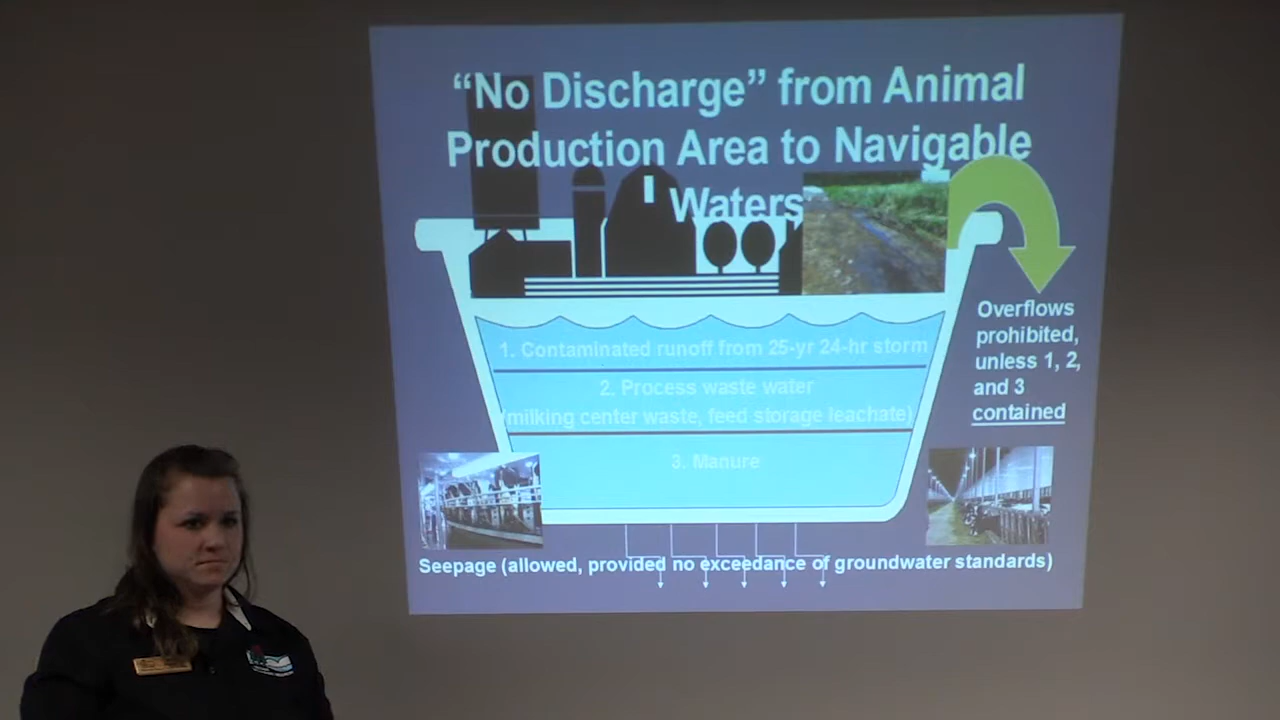 “No Discharge” from Animal
Production Area to Navigable
Waters
1. Contaminated runoff from 25-yr 24-hr storm
2. Process waste water
(milking center waste, feed storage leachate)
3. Manure
Overflows
prohibited,
unless 1, 2,
and 3
contained
Seepage (allowed, provided no exceedance of groundwater standards)